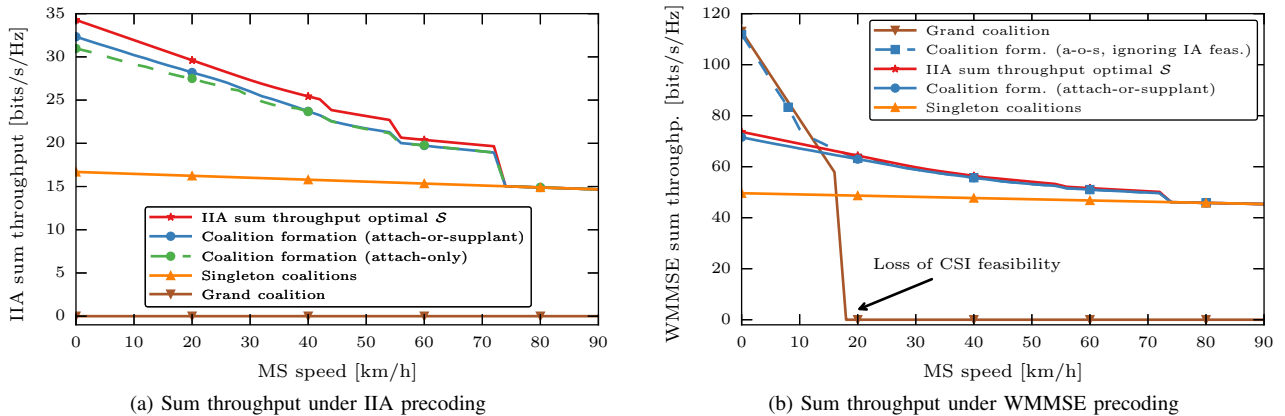 IIA sum throughput [bits/s/Hz]
35
30
25
20
15
10
5
0
IIA sum throughput optimal S
Coalition formation (attach-or-supplant)
Coalition formation (attach-only)
Singleton coalitions
Grand coalition
0 10 20 30 40 50 60 70 80 90
MS speed [km/h]
(a) Sum throughput under IIA precoding
WMMSE sum throughp. [bits/s/Hz]
120
100
80
60
40
20
0
Grand coalition
Coalition form. (a-o-s, ignoring IA feas.)
IIA sum throughput optimal S
Coalition form. (attach-or-supplant)
Singleton coalitions
Loss of CSI feasibility
0 10 20 30 40 50 60 70 80 90
MS speed [km/h]
(b) Sum throughput under WMMSE precoding